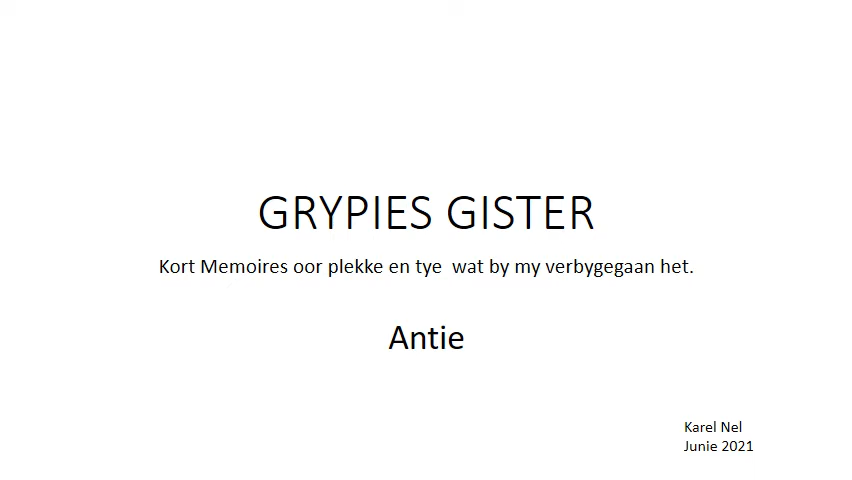 GRYPIES GISTER
Kort Memoires oor plekke en tye  wat by my verbygegaan het.
Antie
Karel Nel
Junie 2021